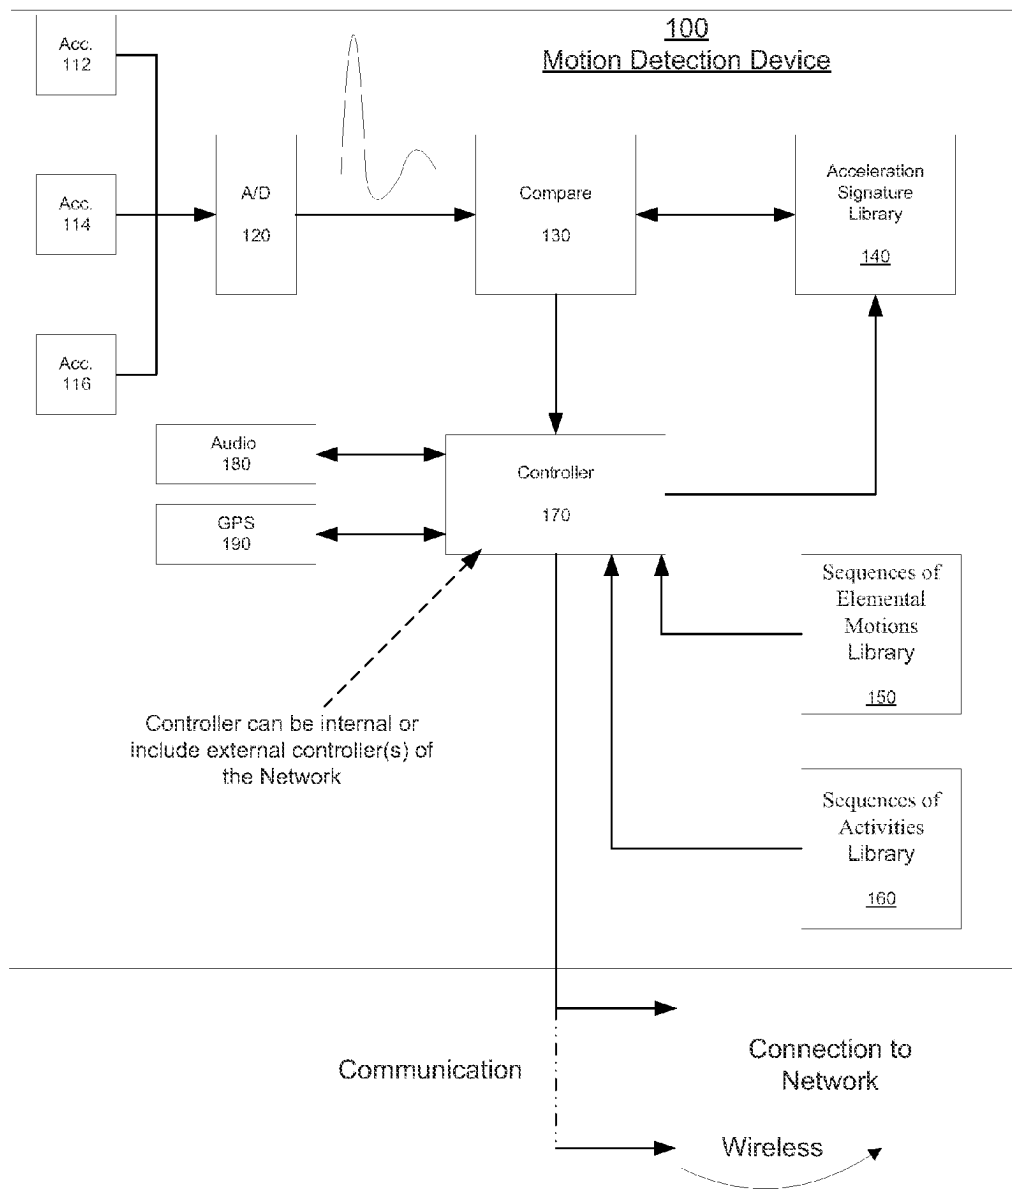 100
Motion Detection Device
Acc.
112
Acc.
114
Acc.
116
A/D
120
Compare
130
Acceleration
Signature
Library
140
Audio
180
GPS
190
Controller
170
Sequences of
Elemental
Motions
Library
150
Controller can be internal or
include external controller(s) of
the Network
Sequences of
Activities
Library
160
Communication
Connection to
Network
Wireless